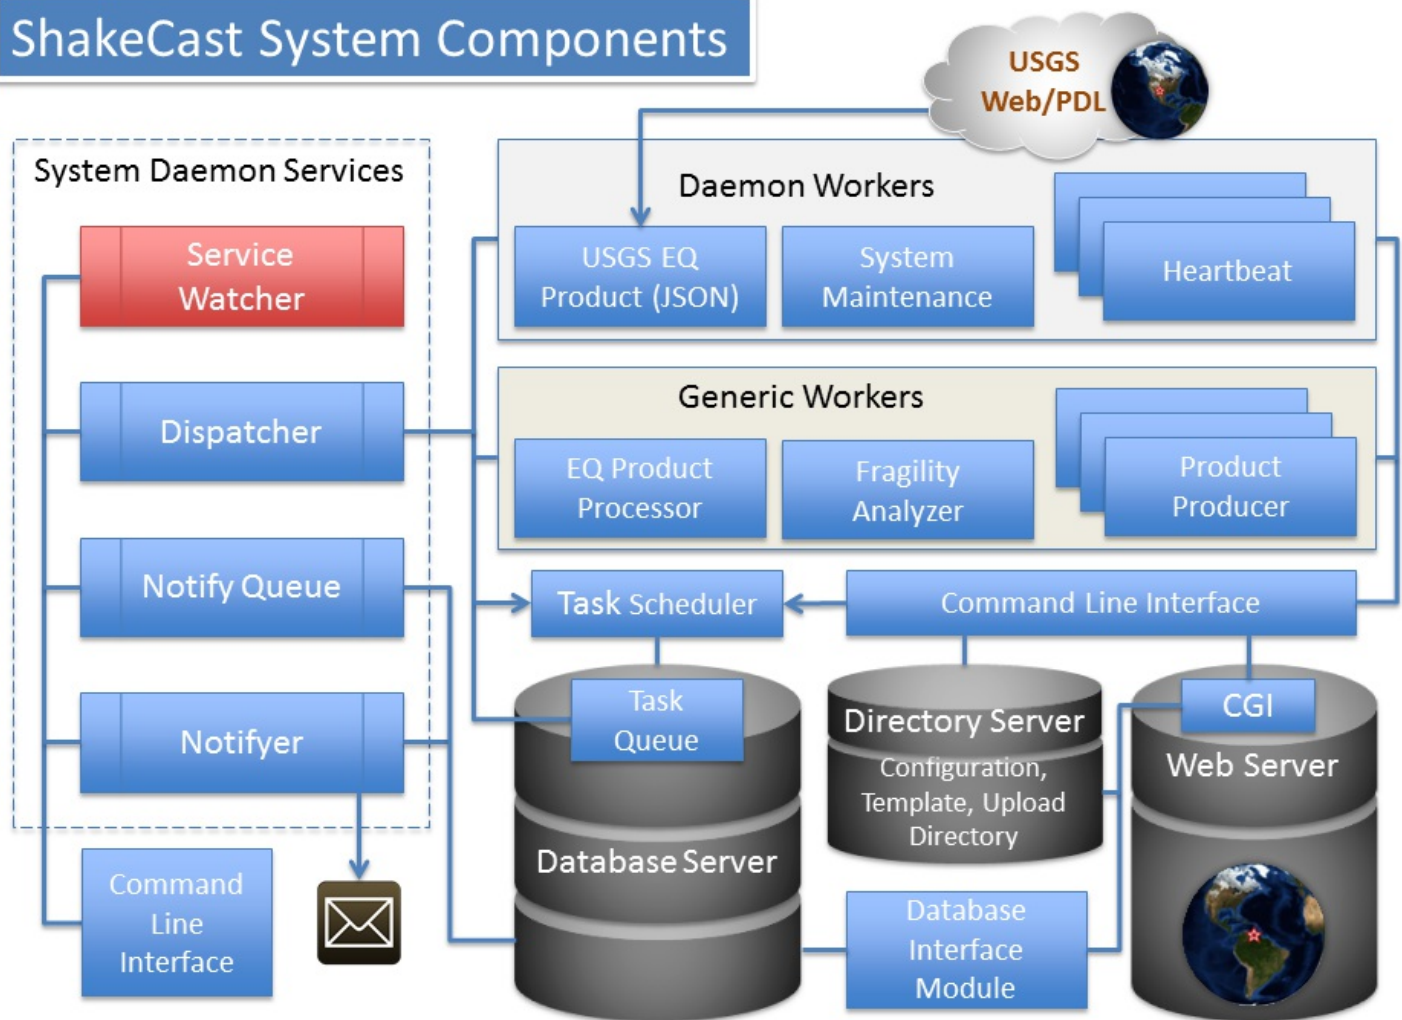 ShakeCast System Components
USGS
Web/PDL
System Daemon Services
Service
Watcher
Dispatcher
Notify Queue
Notifyer
Command
Line
Interface
Daemon Workers
USGS EQ
Product (JSON)
System
Maintenance
Heartbeat
Generic Workers
EQ Product
Processor
Fragility
Analyzer
Product
Producer
Task Scheduler
Command Line Interface
Task
Queue
Database Server
Directory Server
Configuration,
Template, Upload
Directory
CGI
Web Server
Database
Interface
Module